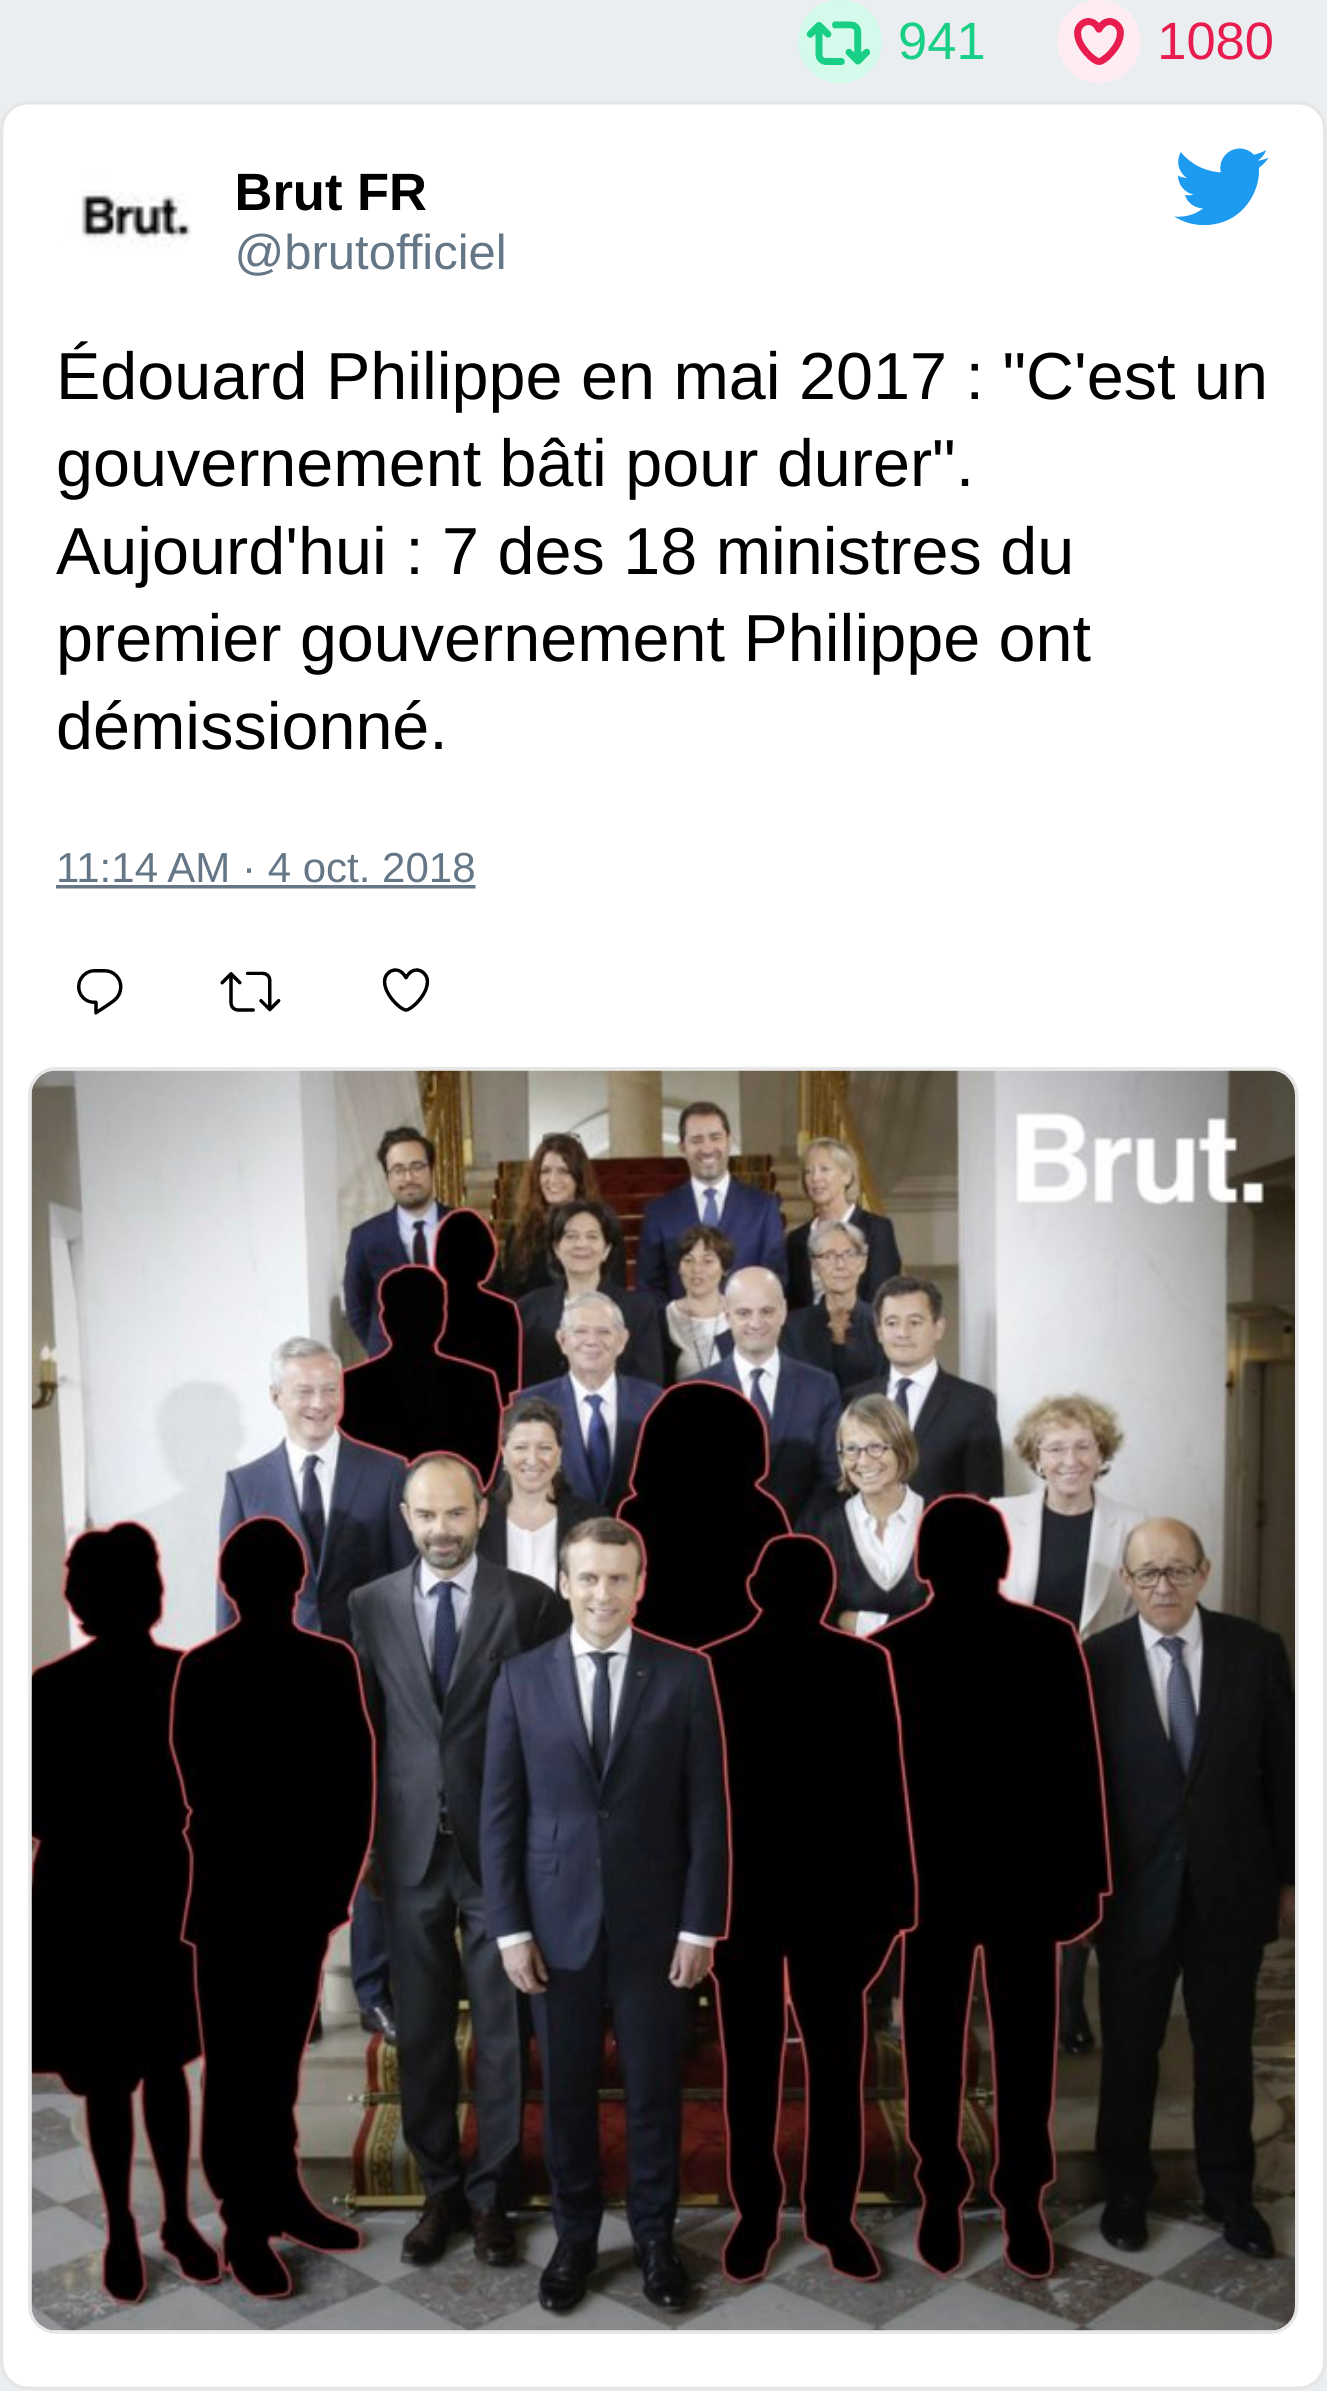 941 1080
Brut.
Brut FR
@brutofficiel
Édouard Philippe en mai 2017 : "C'est un
gouvernement bâti pour durer".
Aujourd'hui : 7 des 18 ministres du
premier gouvernement Philippe ont
démissionné.
11:14 AM · 4 oct. 2018
Brut.